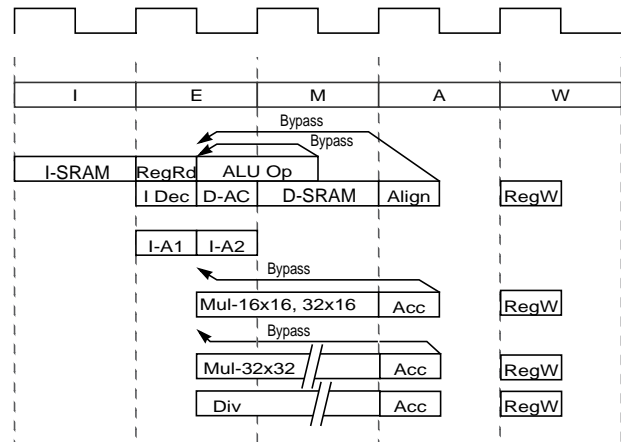 I E M A W
Bypass
Bypass
I-SRAM RegRd ALU Op
I Dec D-AC D-SRAM Align RegW
I-A1 I-A2
Bypass
Mul-16x16, 32x16 Acc RegW
Bypass
Mul-32x32 Acc RegW
Div Acc RegW